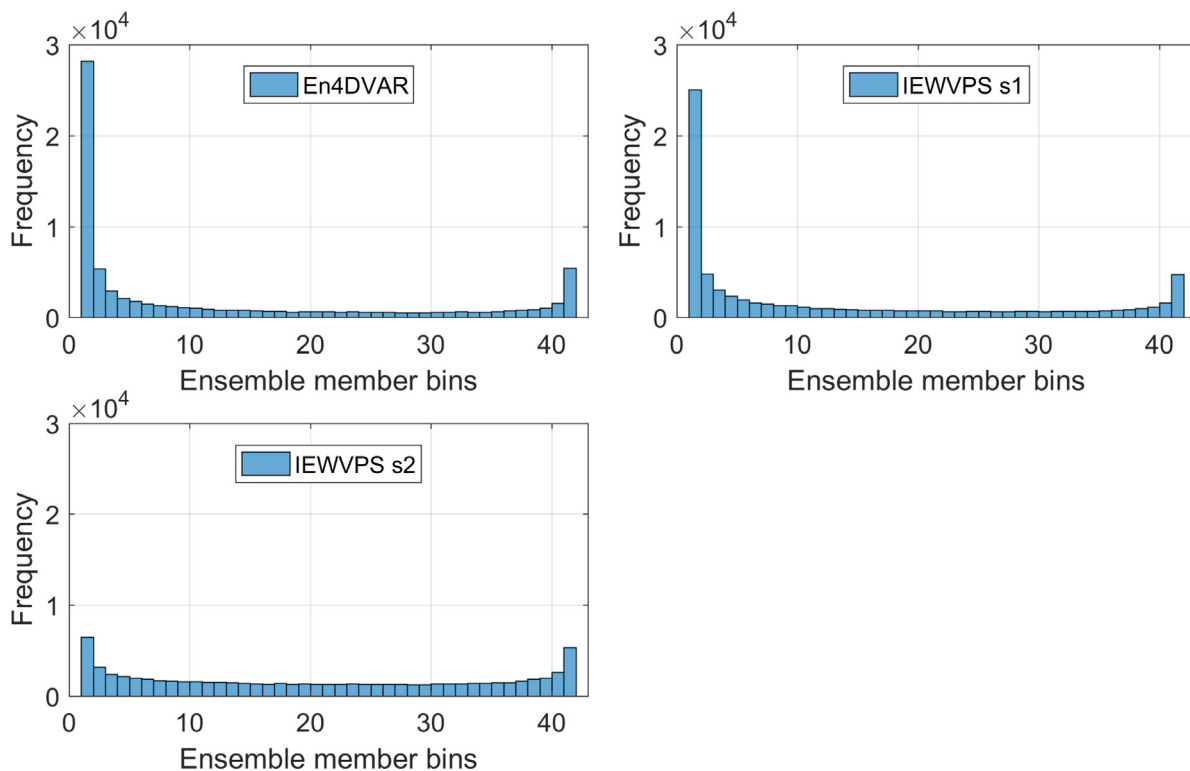 ×10⁴
3
2
1
0
Frequency
En4DVAR
0 10 20 30 40
Ensemble member bins
×10⁴
3
2
1
0
Frequency
IEWVPS s1
0 10 20 30 40
Ensemble member bins
×10⁴
3
2
1
0
Frequency
IEWVPS s2
0 10 20 30 40
Ensemble member bins